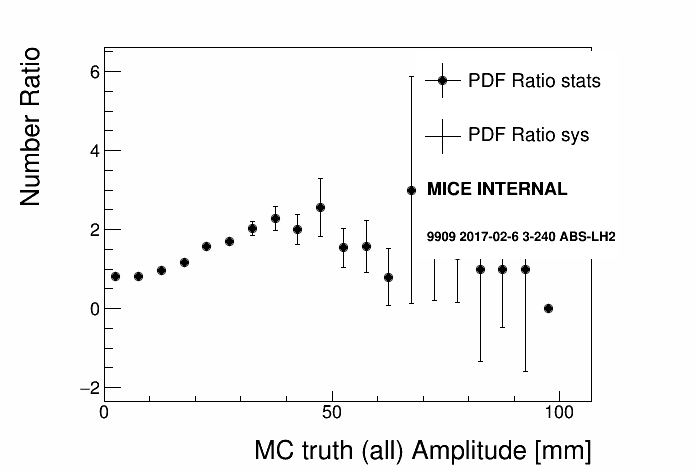 Number Ratio
6
4
2
0
−2
0 50 100
MC truth (all) Amplitude [mm]
PDF Ratio stats
PDF Ratio sys
MICE INTERNAL
9909 2017-02-6 3-240 ABS-LH2